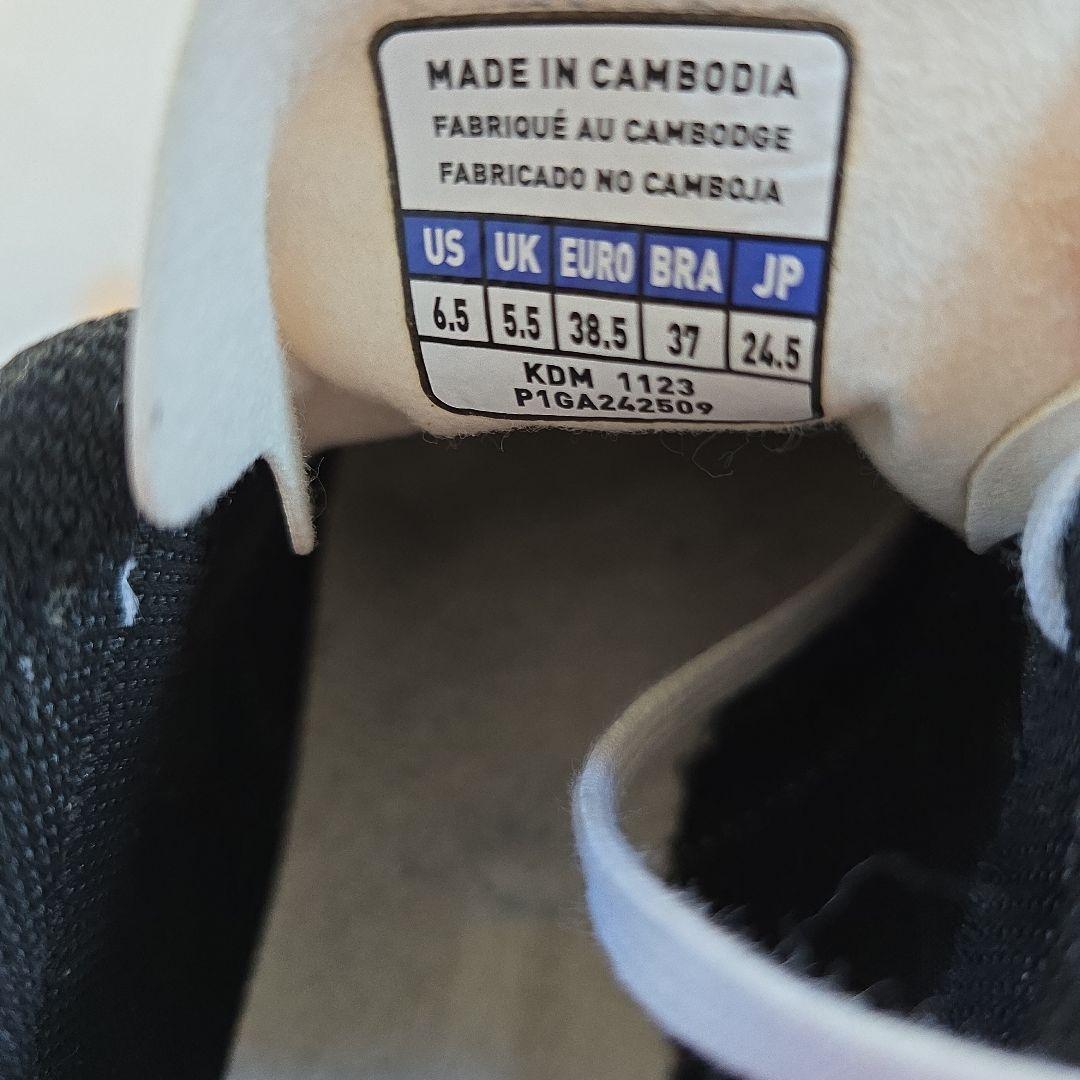 MADE IN CAMBODIA
FABRIQUÉ AU CAMBODGE
FABRICADO NO CAMBOJA
US UK EURO BRA JP
6.5 5.5 38.5 37 24.5
KDM 1123
P1GA242509